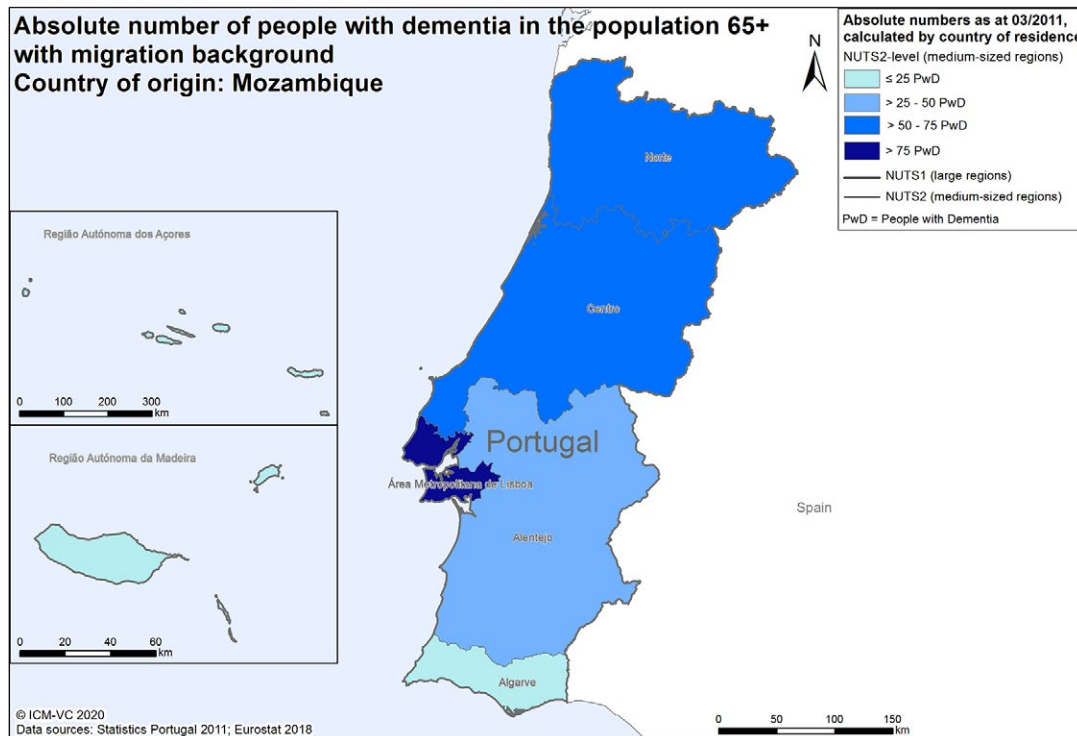 Absolute number of people with dementia in the population 65+
with migration background
Country of origin: Mozambique
Absolute numbers as at 03/2011,
calculated by country of residence
NUTS2-level (medium-sized regions)
≤ 25 PwD
> 25 - 50 PwD
> 50 - 75 PwD
> 75 PwD
NUTS1 (large regions)
NUTS2 (medium-sized regions)
PwD = People with Dementia
N
Norte
Centro
Portugal
Área Metropolitana de Lisboa
Alentejo
Algarve
Spain
Região Autónoma dos Açores
0 100 200 300
km
Região Autónoma da Madeira
0 20 40 60
km
© ICM-VC 2020
Data sources: Statistics Portugal 2011; Eurostat 2018
0 50 100 150
km